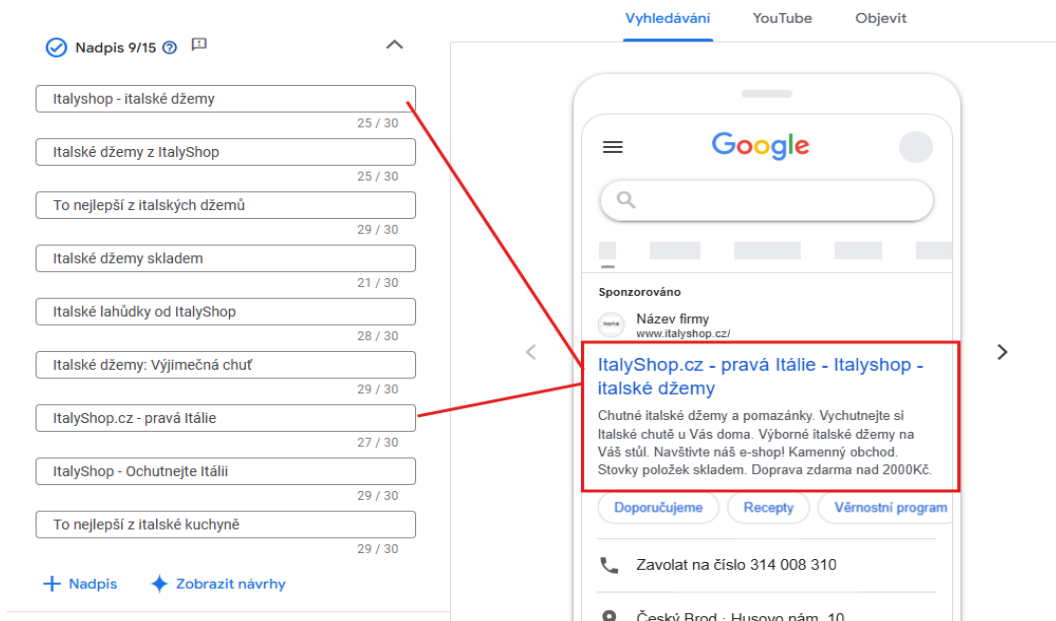 Nadpis 9/15
Italyshop - italské džemy
25 / 30
Italské džemy z ItalyShop
25 / 30
To nejlepší z italských džemů
29 / 30
Italské džemy skladem
21 / 30
Italské lahůdky od ItalyShop
28 / 30
Italské džemy: Výjimečná chuť
29 / 30
ItalyShop.cz - pravá Itálie
27 / 30
ItalyShop - Ochutnejte Itálii
29 / 30
To nejlepší z italské kuchyně
29 / 30
Nadpis
Zobrazit návrhy
Vyhledávání YouTube Objevit
Google
Sponzorováno
Název firmy
www.italyshop.cz/
ItalyShop.cz - pravá Itálie - Italyshop -
italské džemy
Chutné italské džemy a pomazánky. Vychutnejte si
Italské chutě u Vás doma. Výborné italské džemy na
Váš stůl. Navštivte náš e-shop! Kamenný obchod.
Stovky položek skladem. Doprava zdarma nad 2000Kč.
Doporučujeme Recepty Věrnostní program
Zavolat na číslo 314 008 310
Český Brod · Husovo nám. 10